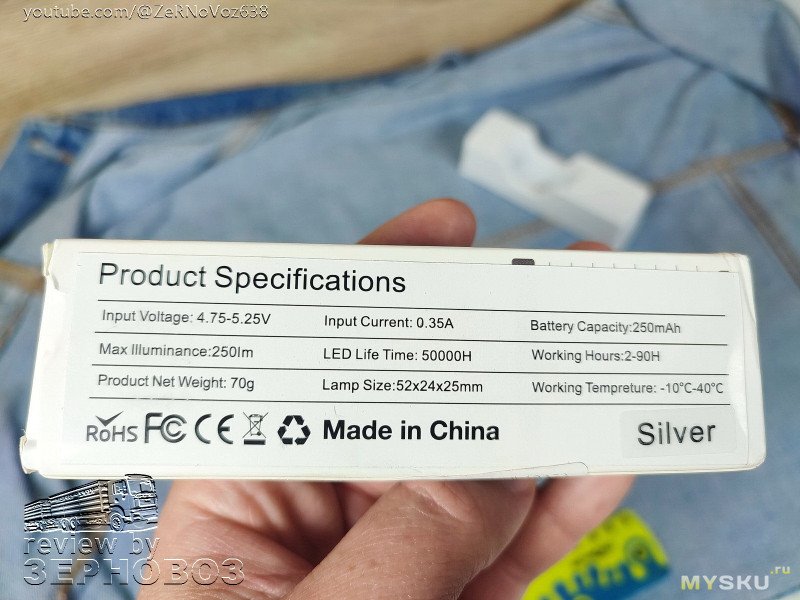 youtube.com/@ZeRNoVoz638
Product Specifications
Input Voltage: 4.75-5.25V Input Current: 0.35A Battery Capacity:250mAh
Max Illuminance:250lm LED Life Time: 50000H Working Hours:2-90H
Product Net Weight: 70g Lamp Size:52x24x25mm Working Tempreture: -10℃-40℃
RoHS FC CE Made in China Silver
review by
ЗЕРНОВОЗ
MYSKU.ru